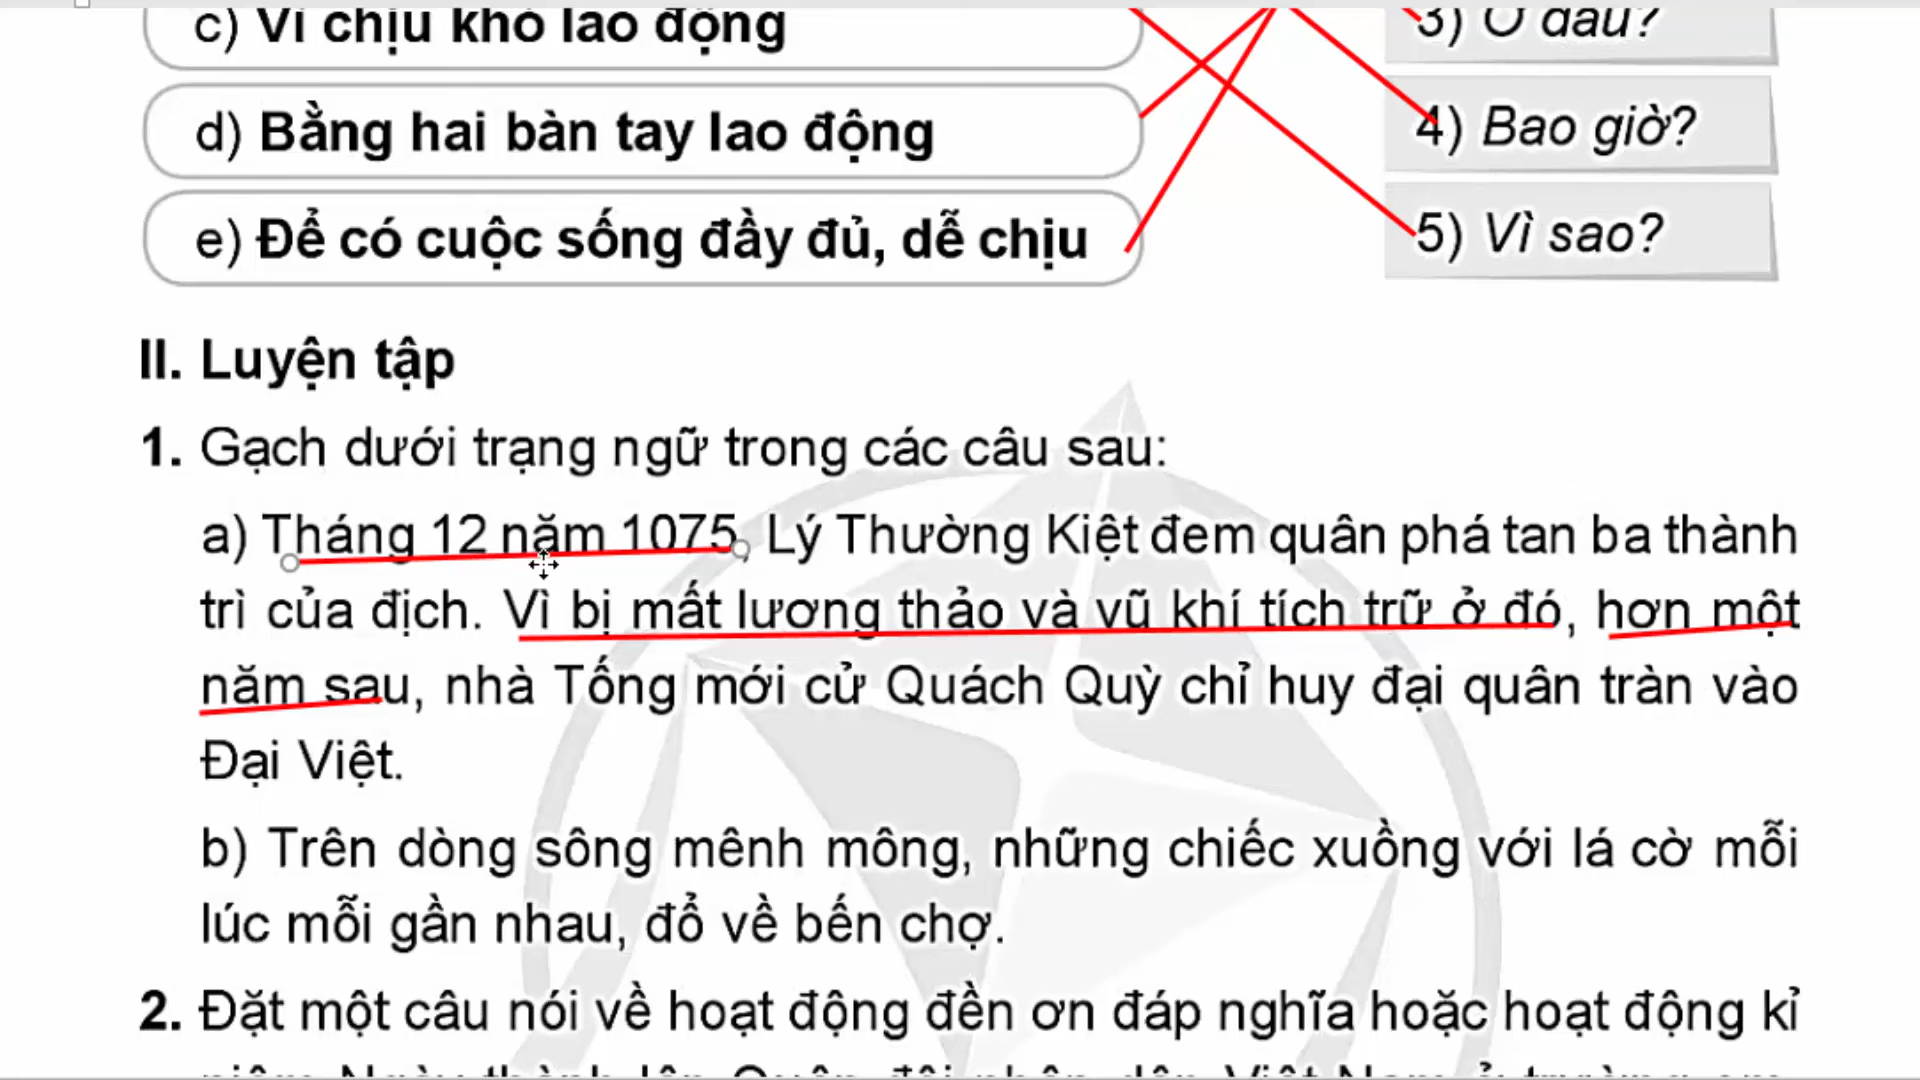 c) Vì chịu khó lao động
3) Ở đâu?
d) Bằng hai bàn tay lao động
4) Bao giờ?
e) Để có cuộc sống đầy đủ, dễ chịu
5) Vì sao?
II. Luyện tập
1. Gạch dưới trạng ngữ trong các câu sau:
a) Tháng 12 năm 1075, Lý Thường Kiệt đem quân phá tan ba thành
trì của địch. Vì bị mất lương thảo và vũ khí tích trữ ở đó, hơn một
năm sau, nhà Tống mới cử Quách Quỳ chỉ huy đại quân tràn vào
Đại Việt.
b) Trên dòng sông mênh mông, những chiếc xuồng với lá cờ mỗi
lúc mỗi gần nhau, đổ về bến chợ.
2. Đặt một câu nói về hoạt động đền ơn đáp nghĩa hoặc hoạt động kỉ